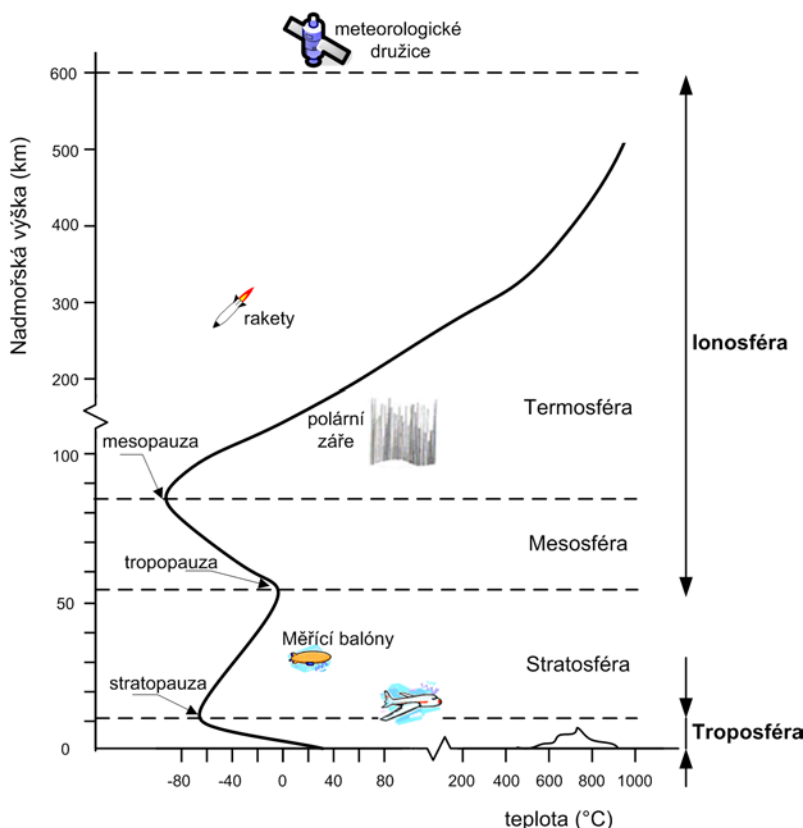 meteorologické
družice
600
500
Nadmořská výška (km)
400
300
rakety
Ionosféra
200
Termosféra
polární
záře
mesopauza
100
Mesosféra
tropopauza
50
Měřící balóny
Stratosféra
stratopauza
Troposféra
0
-80 -40 0 40 80 200 400 600 800 1000
teplota (°C)